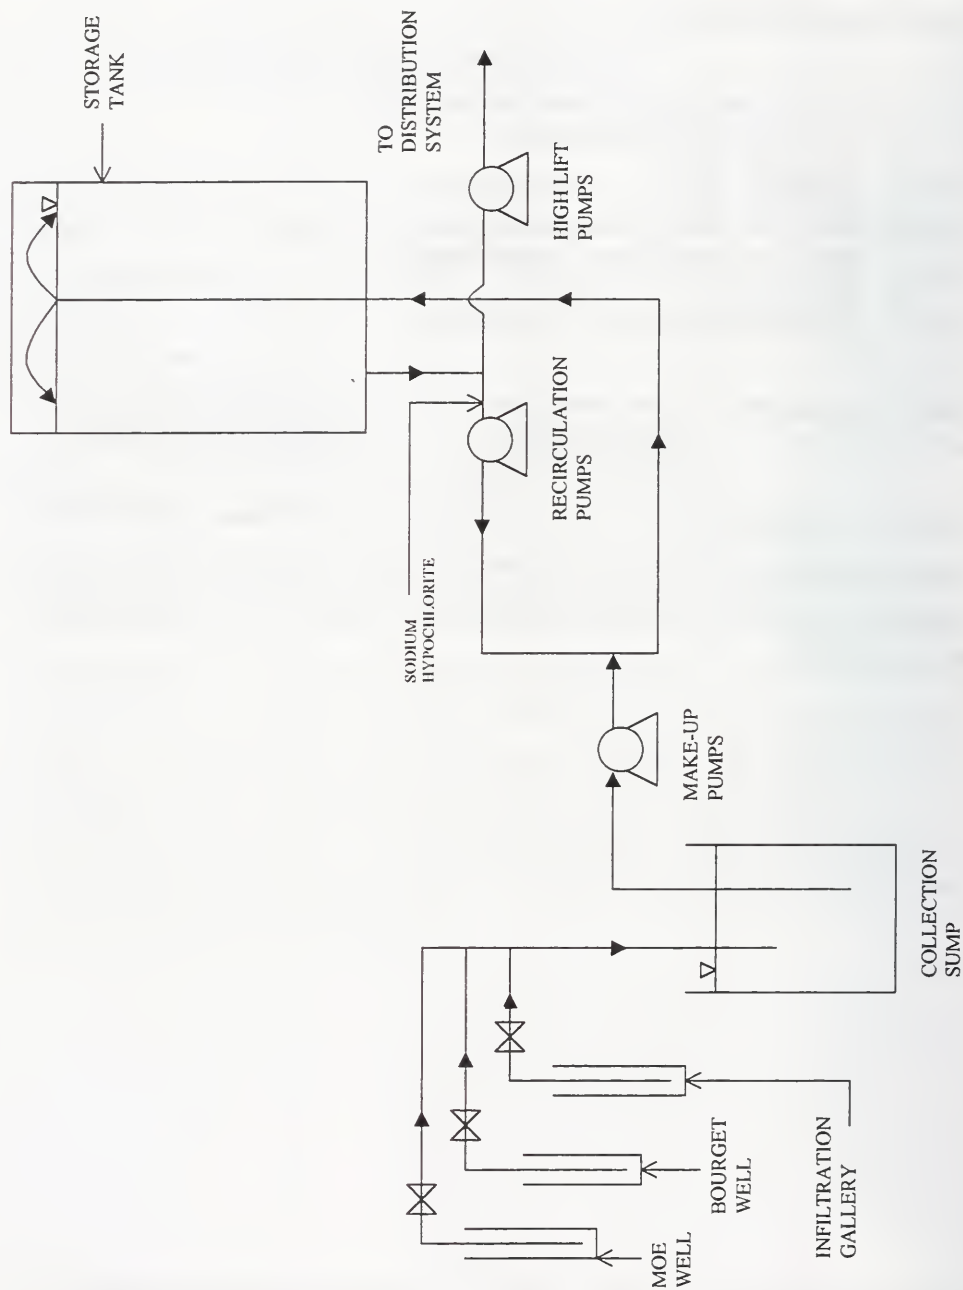 STORAGE
TANK
TO
DISTRIBUTION
SYSTEM
HIGH LIFT
PUMPS
RECIRCULATION
PUMPS
SODIUM
HYPOCHLORITE
MAKE-UP
PUMPS
COLLECTION
SUMP
INFILTRATION
GALLERY
BOURGET
WELL
MOE
WELL